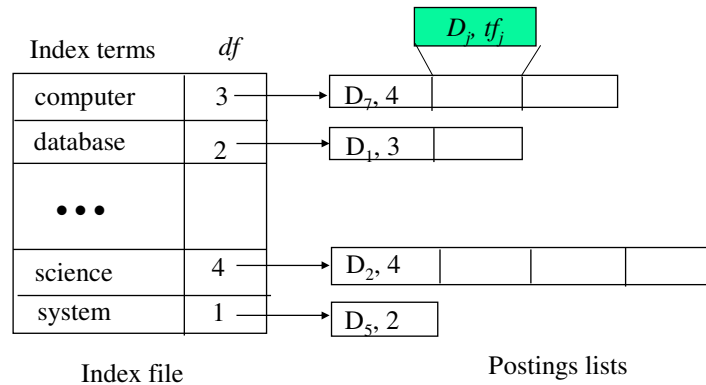 D_j, tf_j
Index terms df
computer 3 D_7, 4
database 2 D_1, 3
•••
science 4 D_2, 4
system 1 D_5, 2
Index file Postings lists